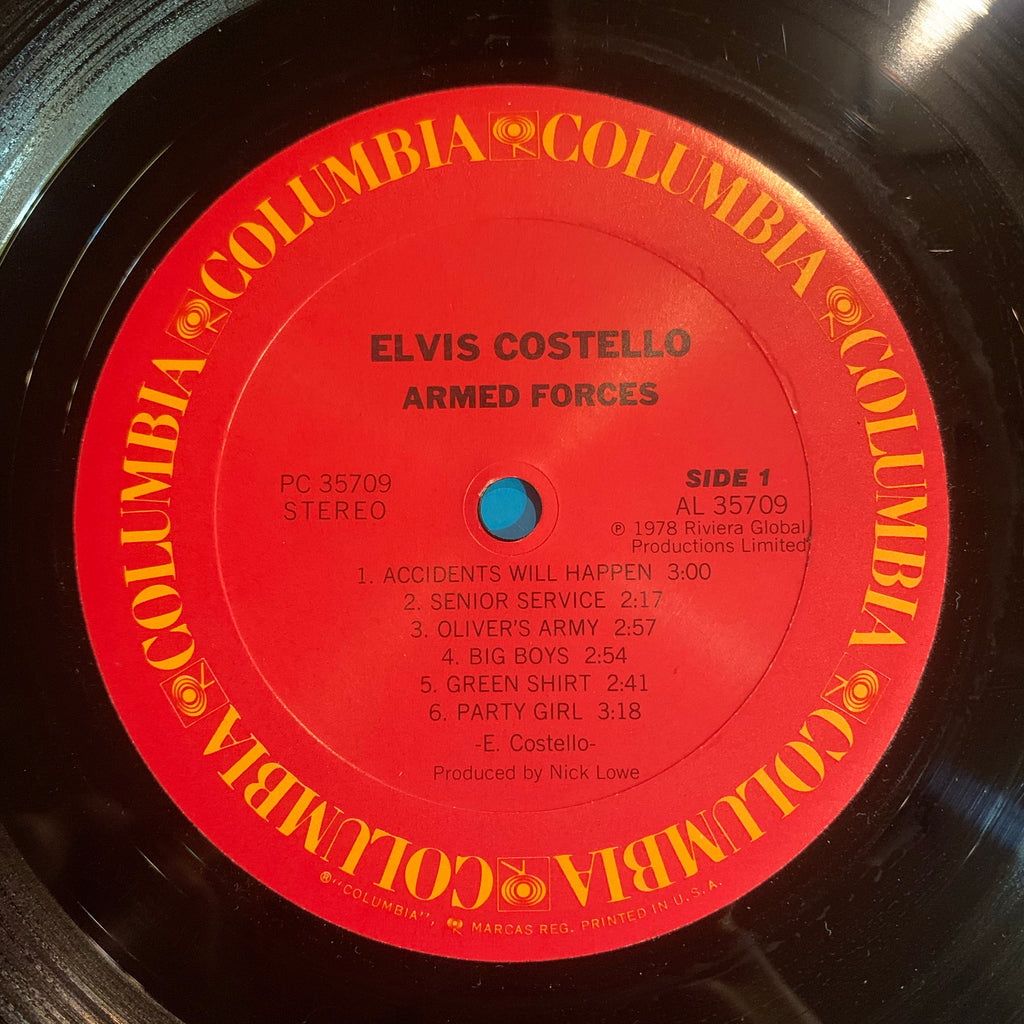 COLUMBIA COLUMBIA COLUMBIA COLUMBIA COLUMBIA COLUMBIA
ELVIS COSTELLO
ARMED FORCES
PC 35709
STEREO
SIDE 1
AL 35709
℗ 1978 Riviera Global
Productions Limited
1. ACCIDENTS WILL HAPPEN 3:00
2. SENIOR SERVICE 2:17
3. OLIVER'S ARMY 2:57
4. BIG BOYS 2:54
5. GREEN SHIRT 2:41
6. PARTY GIRL 3:18
-E. Costello-
Produced by Nick Lowe
®"COLUMBIA", MARCAS REG. PRINTED IN U.S.A.